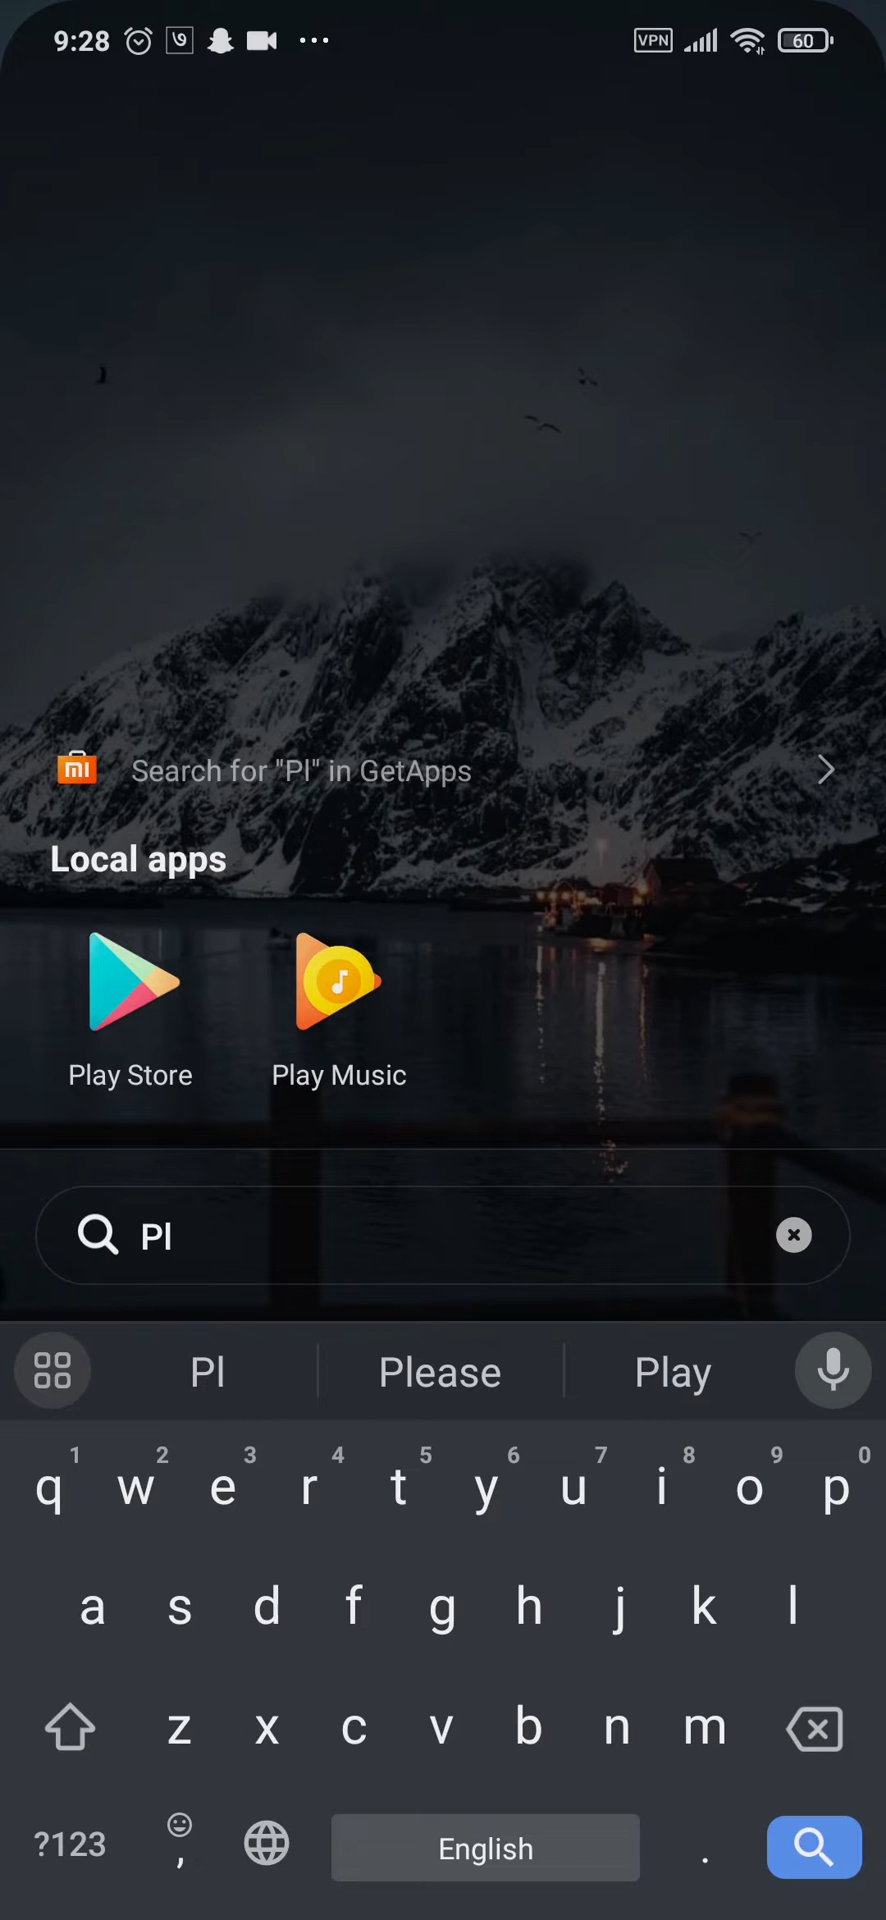 9:28 VPN 60
mi Search for "Pl" in GetApps
Local apps
Play Store Play Music
Pl
Pl Please Play
1 2 3 4 5 6 7 8 9 0
q w e r t y u i o p
a s d f g h j k l
z x c v b n m
?123 , English .